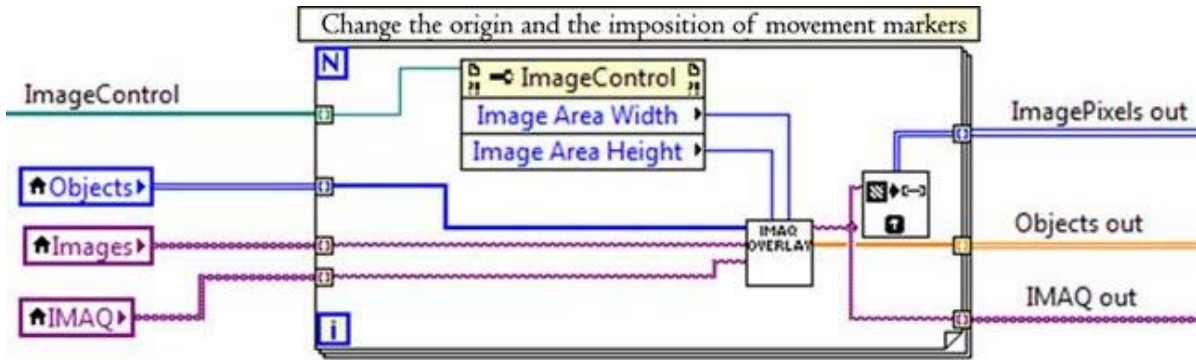 Change the origin and the imposition of movement markers
N
ImageControl
ImageControl
Image Area Width
Image Area Height
ImagePixels out
Objects
Images
IMAQ
IMAQ
OVERLAY
Objects out
IMAQ out
i